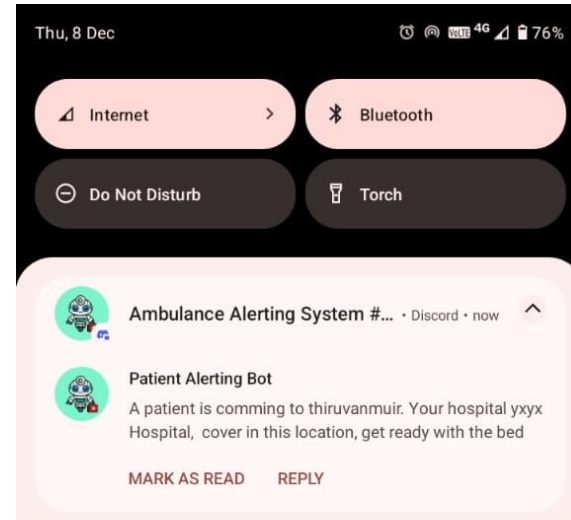 Thu, 8 Dec
VoLTE 4G 76%
Internet
Bluetooth
Do Not Disturb
Torch
Ambulance Alerting System #... • Discord • now
Patient Alerting Bot
A patient is comming to thiruvanmuir. Your hospital yxyx
Hospital, cover in this location, get ready with the bed
MARK AS READ REPLY